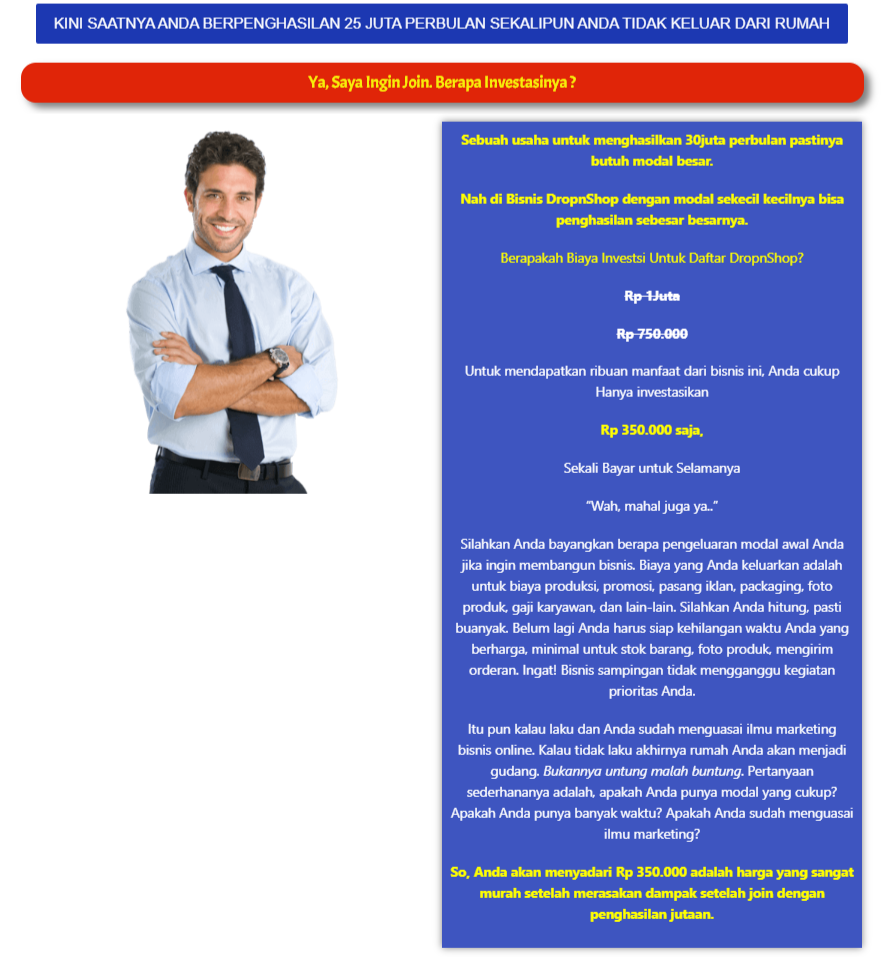 KINI SAATNYA ANDA BERPENGHASILAN 25 JUTA PERBULAN SEKALIPUN ANDA TIDAK KELUAR DARI RUMAH
Ya, Saya Ingin Join. Berapa Investasinya ?
Sebuah usaha untuk menghasilkan 30juta perbulan pastinya
butuh modal besar.
Nah di Bisnis DropnShop dengan modal sekecil kecilnya bisa
penghasilan sebesar besarnya.
Berapakah Biaya Investsi Untuk Daftar DropnShop?
Rp 1Juta
Rp 750.000
Untuk mendapatkan ribuan manfaat dari bisnis ini, Anda cukup
Hanya investasikan
Rp 350.000 saja,
Sekali Bayar untuk Selamanya
“Wah, mahal juga ya..”
Silahkan Anda bayangkan berapa pengeluaran modal awal Anda
jika ingin membangun bisnis. Biaya yang Anda keluarkan adalah
untuk biaya produksi, promosi, pasang iklan, packaging, foto
produk, gaji karyawan, dan lain-lain. Silahkan Anda hitung, pasti
buanyak. Belum lagi Anda harus siap kehilangan waktu Anda yang
berharga, minimal untuk stok barang, foto produk, mengirim
orderan. Ingat! Bisnis sampingan tidak mengganggu kegiatan
prioritas Anda.
Itu pun kalau laku dan Anda sudah menguasai ilmu marketing
bisnis online. Kalau tidak laku akhirnya rumah Anda akan menjadi
gudang. Bukannya untung malah buntung. Pertanyaan
sederhananya adalah, apakah Anda punya modal yang cukup?
Apakah Anda punya banyak waktu? Apakah Anda sudah menguasai
ilmu marketing?
So, Anda akan menyadari Rp 350.000 adalah harga yang sangat
murah setelah merasakan dampak setelah join dengan
penghasilan jutaan.